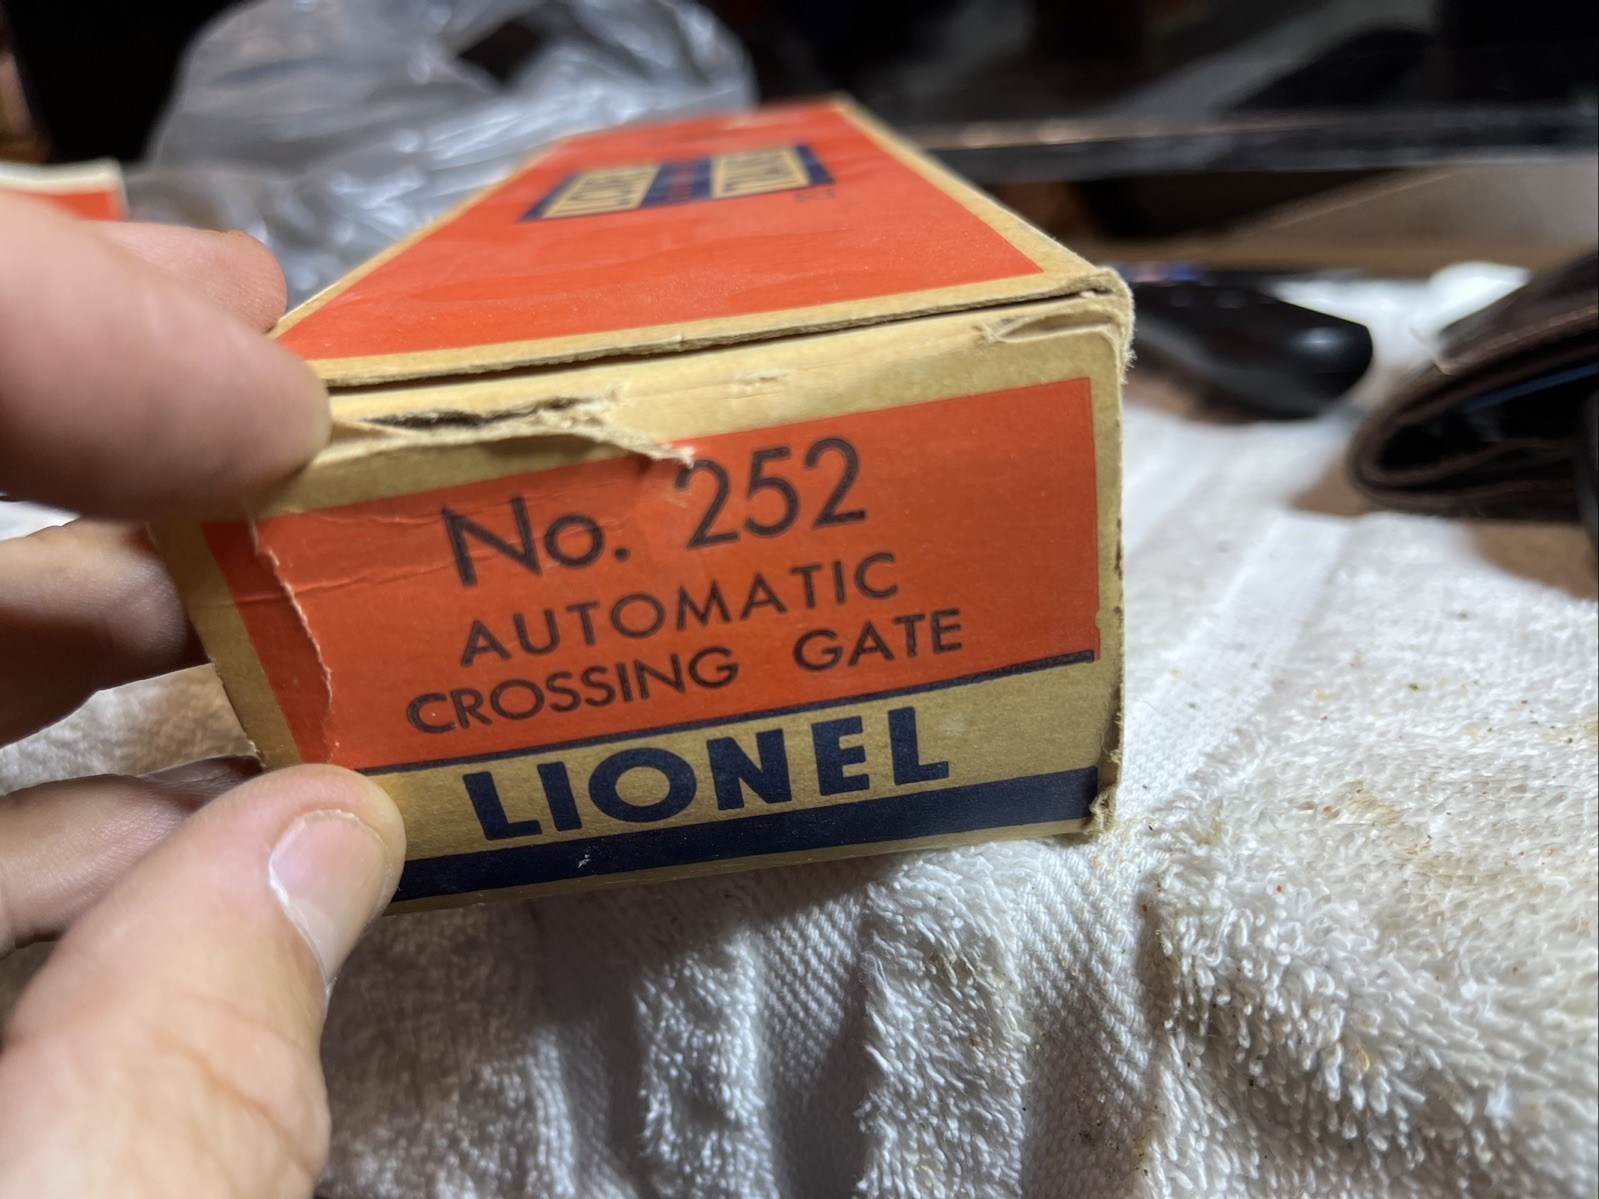 No. 252
AUTOMATIC
CROSSING GATE
LIONEL